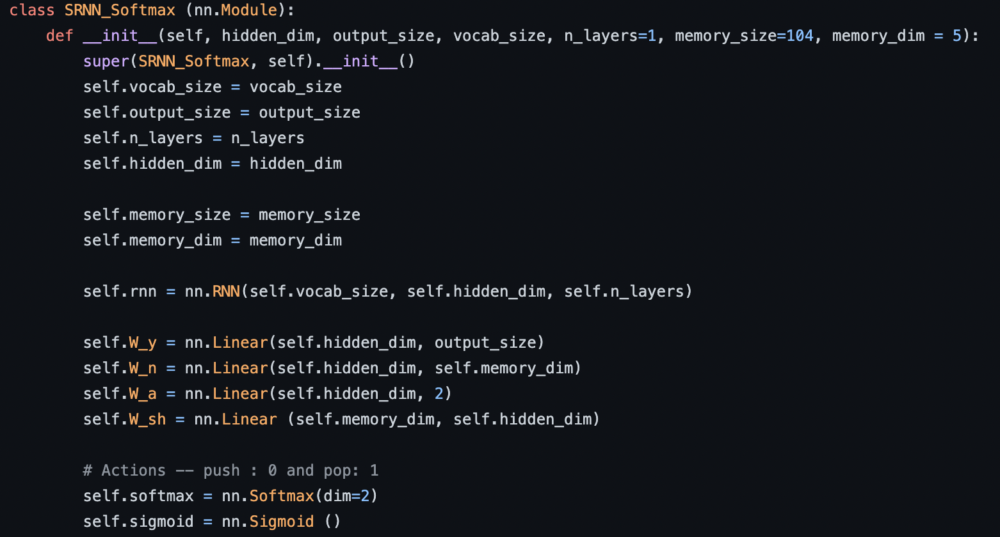 class SRNN_Softmax (nn.Module):
    def __init__(self, hidden_dim, output_size, vocab_size, n_layers=1, memory_size=104, memory_dim = 5):
        super(SRNN_Softmax, self).__init__()
        self.vocab_size = vocab_size
        self.output_size = output_size
        self.n_layers = n_layers
        self.hidden_dim = hidden_dim

        self.memory_size = memory_size
        self.memory_dim = memory_dim

        self.rnn = nn.RNN(self.vocab_size, self.hidden_dim, self.n_layers)

        self.W_y = nn.Linear(self.hidden_dim, output_size)
        self.W_n = nn.Linear(self.hidden_dim, self.memory_dim)
        self.W_a = nn.Linear(self.hidden_dim, 2)
        self.W_sh = nn.Linear (self.memory_dim, self.hidden_dim)

        # Actions -- push : 0 and pop: 1
        self.softmax = nn.Softmax(dim=2)
        self.sigmoid = nn.Sigmoid ()